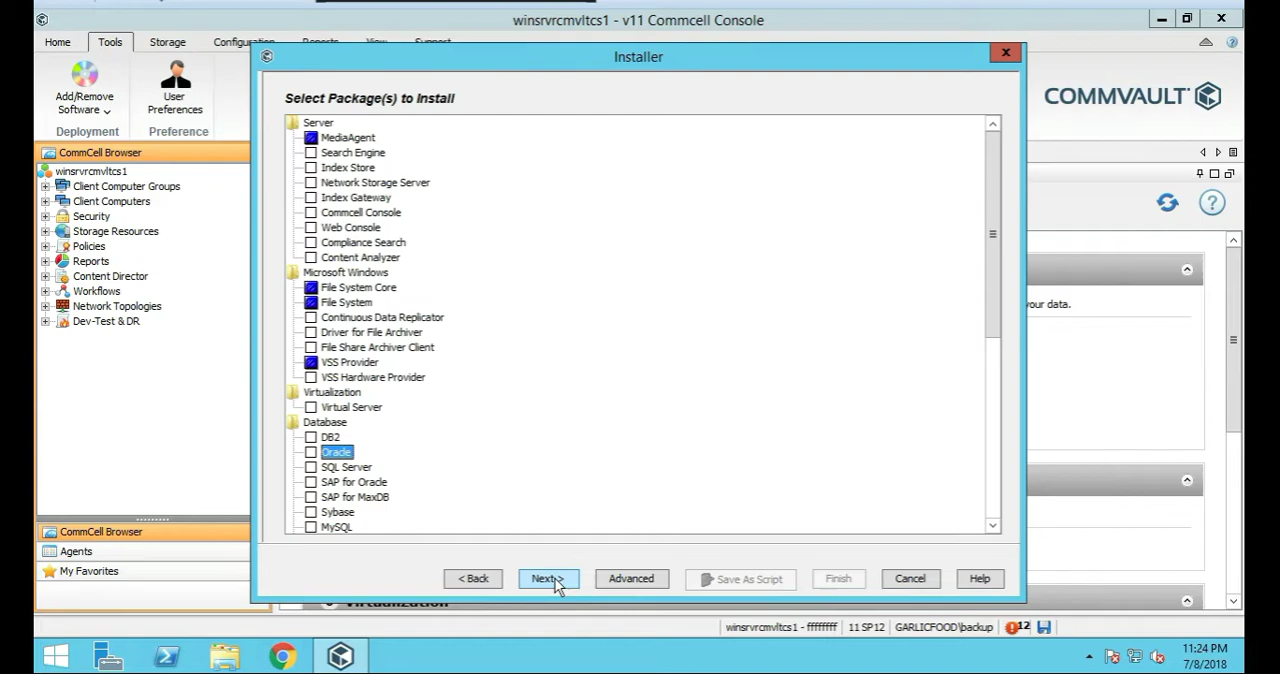 winsrvrcmvltcs1 - v11 Commcell Console
Home Tools Storage Configuration Reports View Support
Installer
Add/Remove Software
User Preferences
Deployment Preference
COMMVAULT
CommCell Browser
winsrvrcmvltcs1
Client Computer Groups
Client Computers
Security
Storage Resources
Policies
Reports
Content Director
Workflows
Network Topologies
Dev-Test & DR
CommCell Browser
Agents
My Favorites
Select Package(s) to Install
Server
MediaAgent
Search Engine
Index Store
Network Storage Server
Index Gateway
Commcell Console
Web Console
Compliance Search
Content Analyzer
Microsoft Windows
File System Core
File System
Continuous Data Replicator
Driver for File Archiver
File Share Archiver Client
VSS Provider
VSS Hardware Provider
Virtualization
Virtual Server
Database
DB2
Oracle
SQL Server
SAP for Oracle
SAP for MaxDB
Sybase
MySQL
< Back Next > Advanced Save As Script Finish Cancel Help
your data.
Virtualization
winsrvrcmvltcs1 - ffffffff 11 SP12 GARLICFOOD\backup 12
11:24 PM
7/8/2018